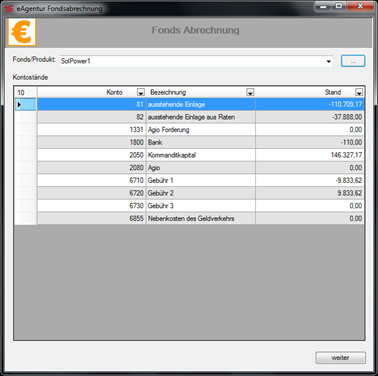 eAgentur Fondsabrechnung
€ Fonds Abrechnung
Fonds/Produkt: SolPower1 ...
Kontostände
10 Konto Bezeichnung Stand
81 ausstehende Einlage -110.709,17
82 ausstehende Einlage aus Raten -37.888,00
1331 Agio Forderung 0,00
1800 Bank -110,00
2050 Kommanditkapital 146.327,17
2080 Agio 0,00
6710 Gebühr 1 -9.833,62
6720 Gebühr 2 9.833,62
6730 Gebühr 3 0,00
6855 Nebenkosten des Geldverkehrs 0,00
weiter